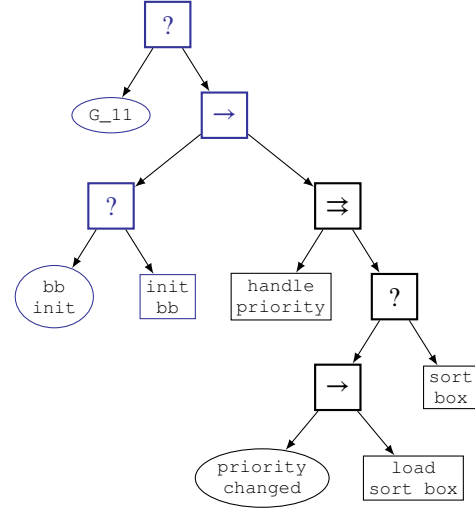 ?
G_11
→
?
⇉
bb
init
init
bb
handle
priority
?
→
sort
box
priority
changed
load
sort box